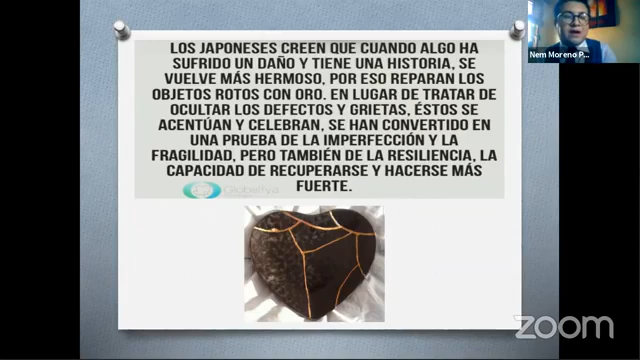 LOS JAPONESES CREEN QUE CUANDO ALGO HA
SUFRIDO UN DAÑO Y TIENE UNA HISTORIA, SE
VUELVE MÁS HERMOSO, POR ESO REPARAN LOS
OBJETOS ROTOS CON ORO. EN LUGAR DE TRATAR DE
OCULTAR LOS DEFECTOS Y GRIETAS, ÉSTOS SE
ACENTÚAN Y CELEBRAN, SE HAN CONVERTIDO EN
UNA PRUEBA DE LA IMPERFECCIÓN Y LA
FRAGILIDAD, PERO TAMBIÉN DE LA RESILIENCIA, LA
CAPACIDAD DE RECUPERARSE Y HACERSE MÁS
FUERTE.
Nem Moreno P...
zoom